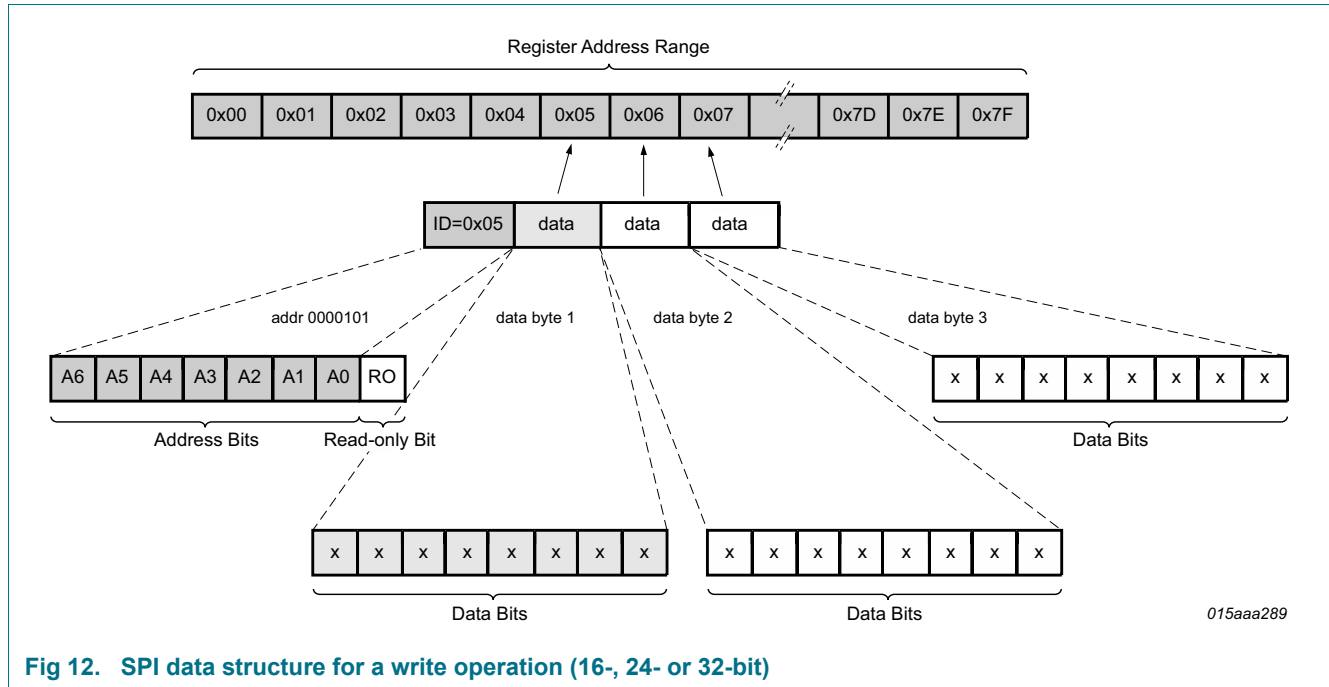 Register Address Range
0x00 0x01 0x02 0x03 0x04 0x05 0x06 0x07 0x7D 0x7E 0x7F
ID=0x05 data data data
addr 0000101 data byte 1 data byte 2 data byte 3
A6 A5 A4 A3 A2 A1 A0 RO x x x x x x x x
Address Bits Read-only Bit Data Bits
x x x x x x x x x x x x x x x x
Data Bits Data Bits
015aaa289
Fig 12. SPI data structure for a write operation (16-, 24- or 32-bit)